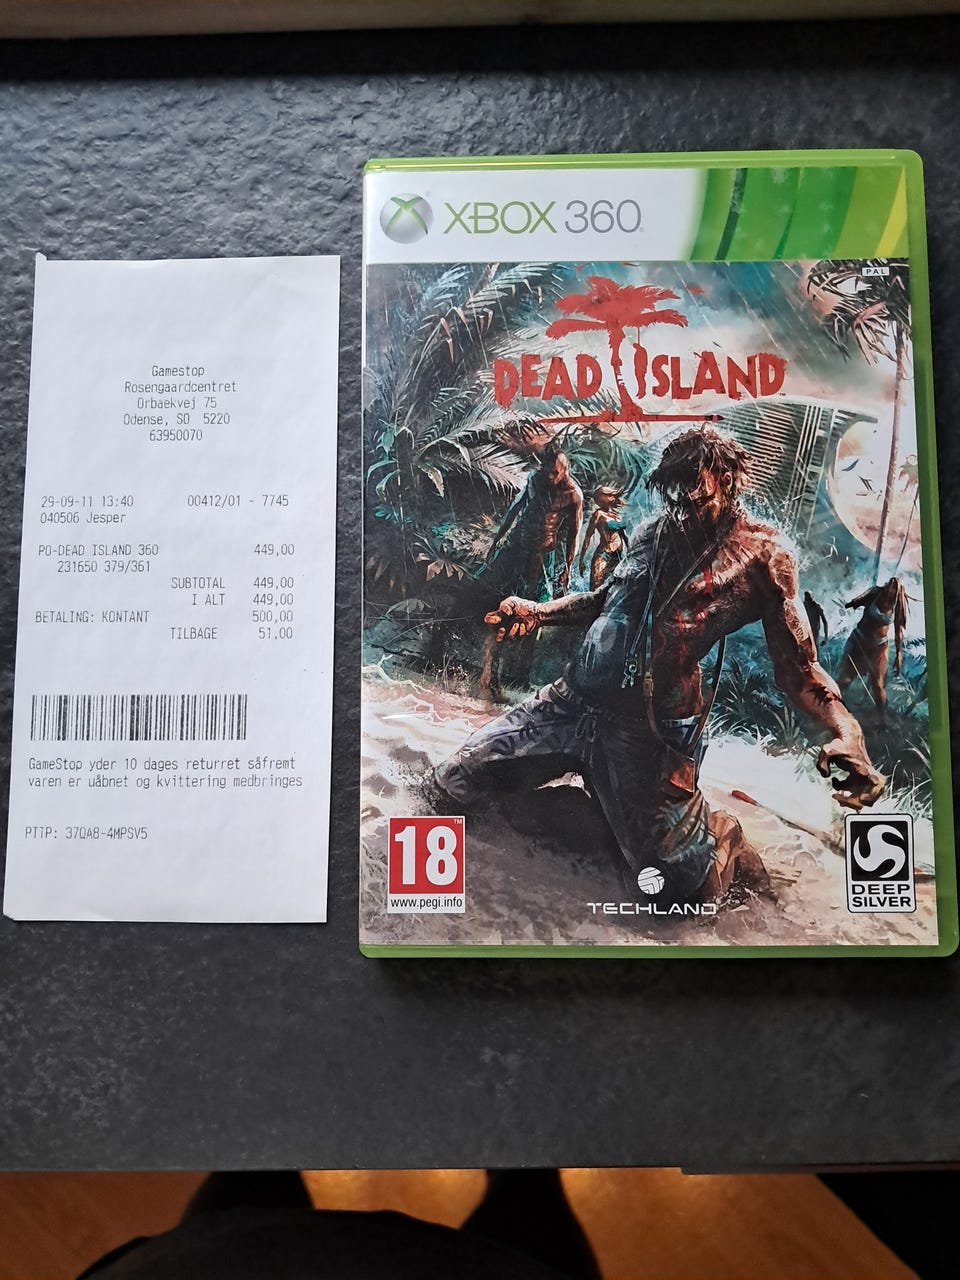 Gamestop
Rosengaardcentret
Orbaekvej 75
Odense, SO 5220
63950070
29-09-11 13:40 00412/01 - 7745
040506 Jesper
PO-DEAD ISLAND 360 449,00
231650 379/361
SUBTOTAL 449,00
I ALT 449,00
BETALING: KONTANT 500,00
TILBAGE 51,00
GameStop yder 10 dages returret såfremt
varen er uåbnet og kvittering medbringes
PTTP: 37QA8-4MPSV5
XBOX 360
PAL
DEAD ISLAND
18
www.pegi.info
TECHLAND
DEEP
SILVER